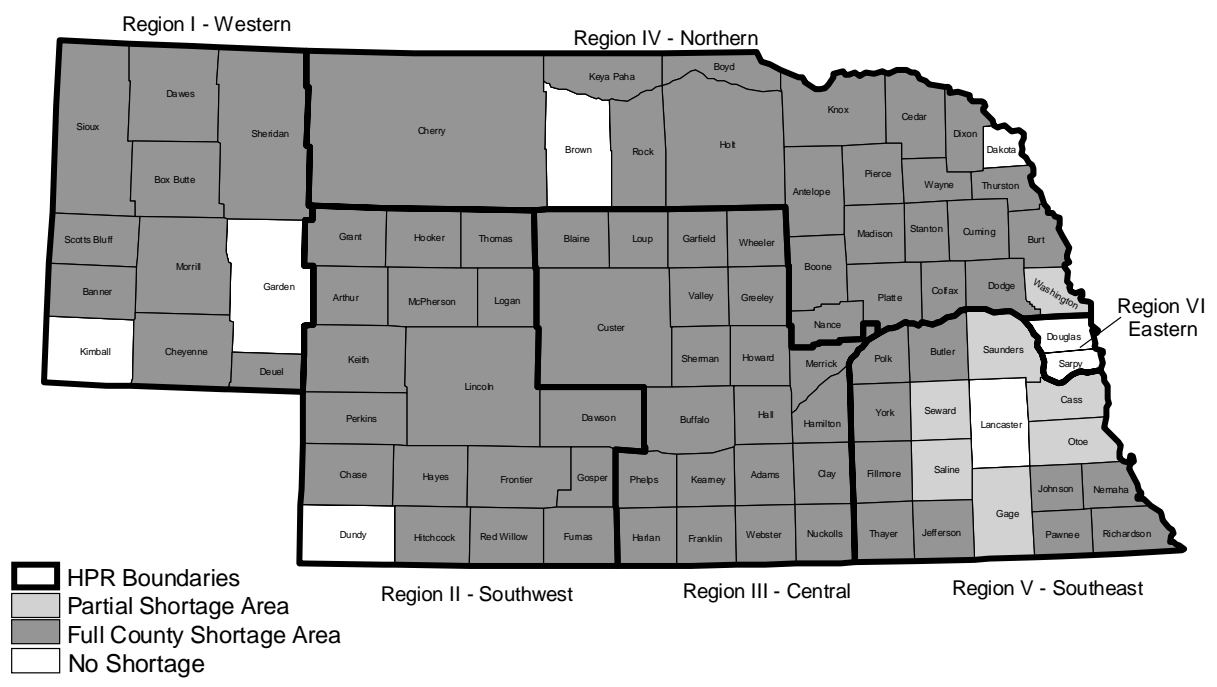 Region I - Western
Region IV - Northern
Boyd
Keya Paha
Dawes
Knox
Cedar
Sioux
Sheridan
Cherry
Dixon
Holt
Brown
Rock
Dakota
Box Butte
Pierce
Antelope
Wayne
Thurston
Scotts Bluff
Grant
Hooker
Thomas
Blaine
Loup
Garfield
Wheeler
Madison
Stanton
Cuming
Burt
Morrill
Boone
Garden
Banner
Arthur
McPherson
Logan
Valley
Greeley
Platte
Colfax
Dodge
Washington
Region VI
Eastern
Custer
Nance
Kimball
Cheyenne
Keith
Sherman
Howard
Merrick
Polk
Butler
Saunders
Douglas
Sarpy
Deuel
Lincoln
Perkins
Dawson
Buffalo
Hall
Hamilton
York
Seward
Lancaster
Cass
Otoe
Chase
Hayes
Frontier
Gosper
Phelps
Kearney
Adams
Clay
Fillmore
Saline
Johnson
Nemaha
Gage
Dundy
Hitchcock
Red Willow
Furnas
Harlan
Franklin
Webster
Nuckolls
Thayer
Jefferson
Pawnee
Richardson
Region II - Southwest
Region III - Central
Region V - Southeast
HPR Boundaries
Partial Shortage Area
Full County Shortage Area
No Shortage